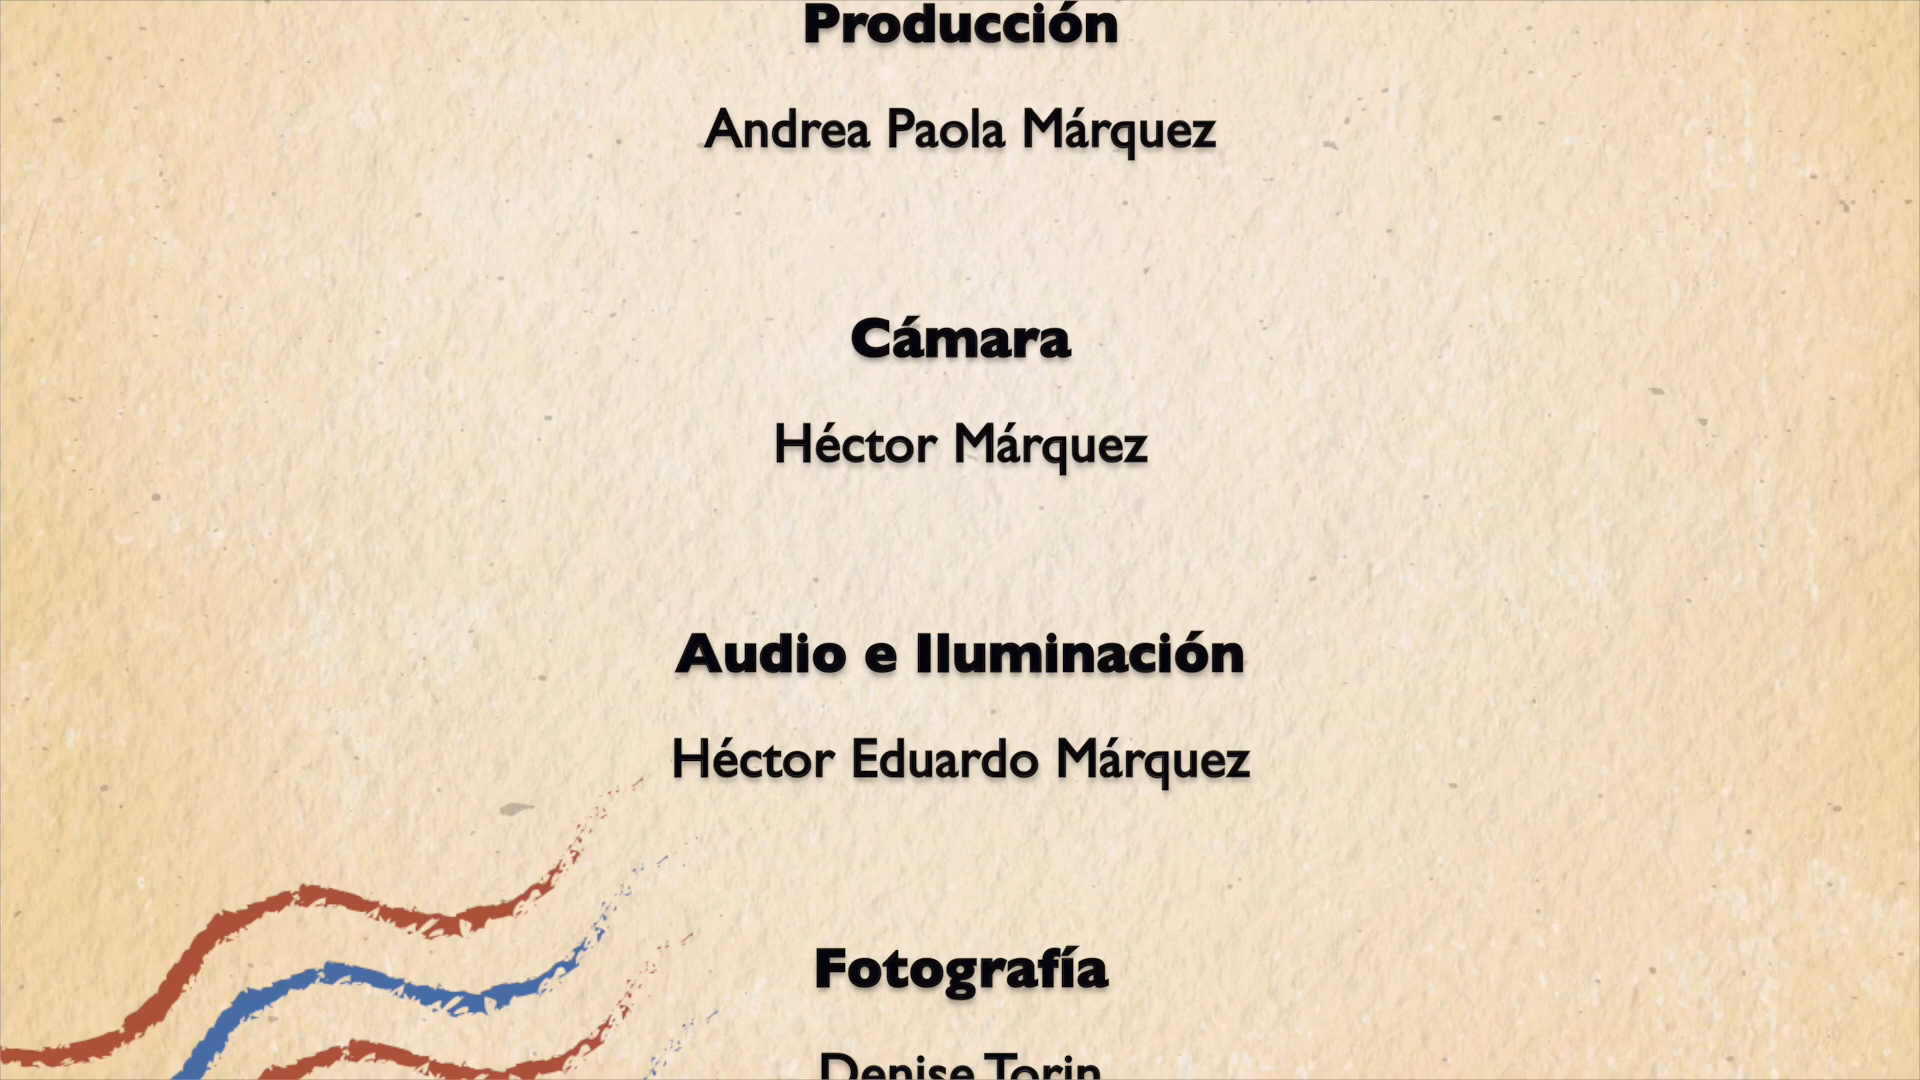 Producción
Andrea Paola Márquez
Cámara
Héctor Márquez
Audio e Iluminación
Héctor Eduardo Márquez
Fotografía
Denise Torin